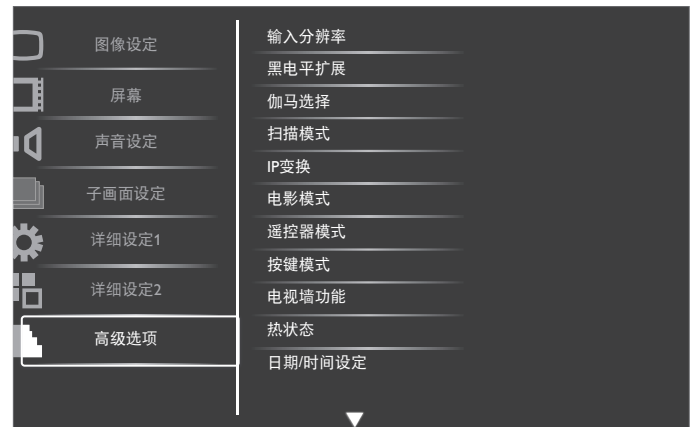 图像设定
屏幕
声音设定
子画面设定
详细设定1
详细设定2
高级选项
输入分辨率
黑电平扩展
伽马选择
扫描模式
IP变换
电影模式
遥控器模式
按键模式
电视墙功能
热状态
日期/时间设定